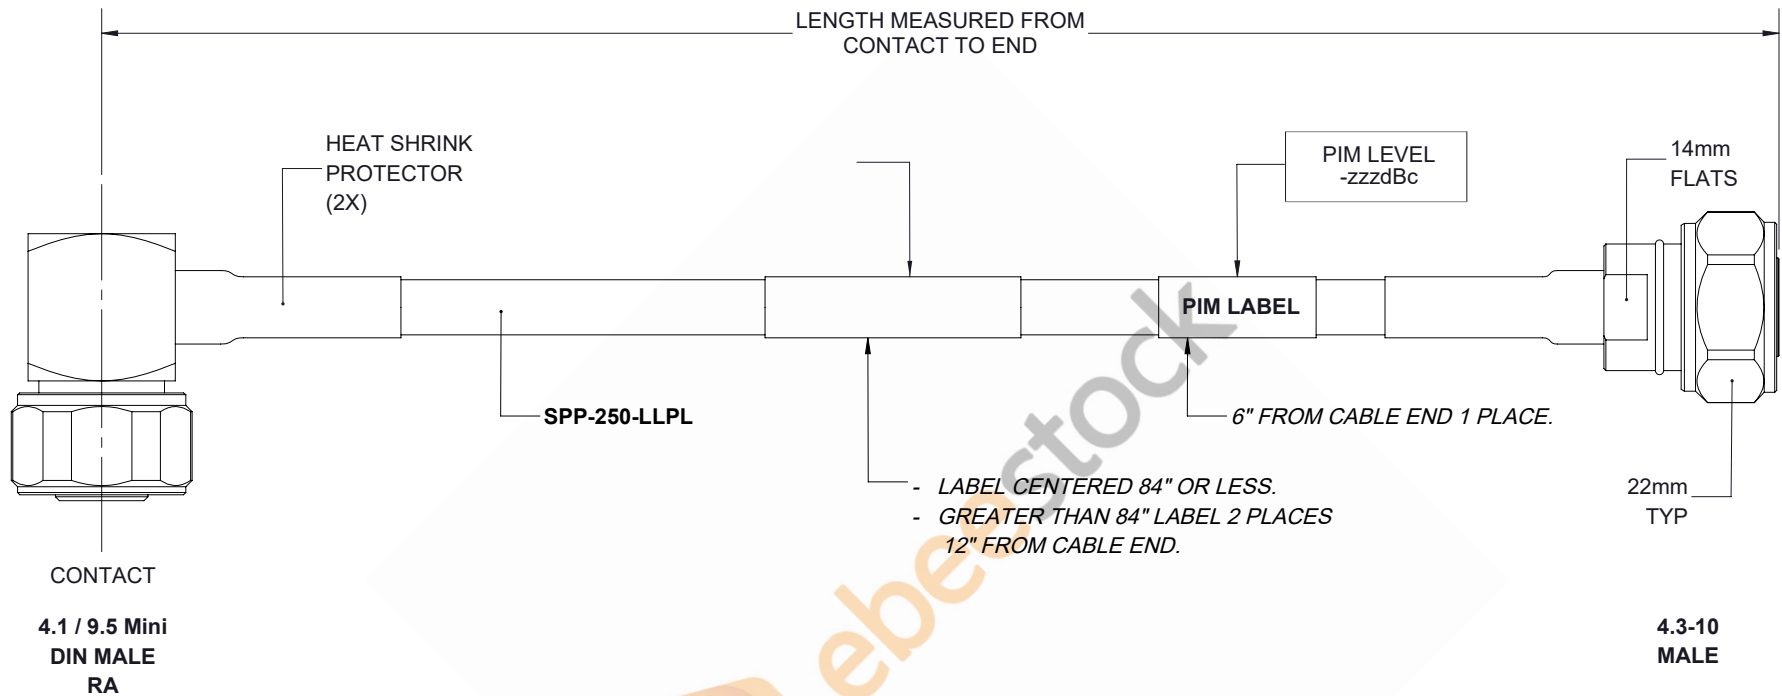 LENGTH MEASURED FROM
CONTACT TO END
HEAT SHRINK
PROTECTOR
(2X)
PIM LEVEL
-zzzdBc
14mm
FLATS
PIM LABEL
SPP-250-LLPL
6" FROM CABLE END 1 PLACE.
- LABEL CENTERED 84" OR LESS.
- GREATER THAN 84" LABEL 2 PLACES
12" FROM CABLE END.
22mm
TYP
CONTACT
4.1 / 9.5 Mini
DIN MALE
RA
4.3-10
MALE
ebeestock